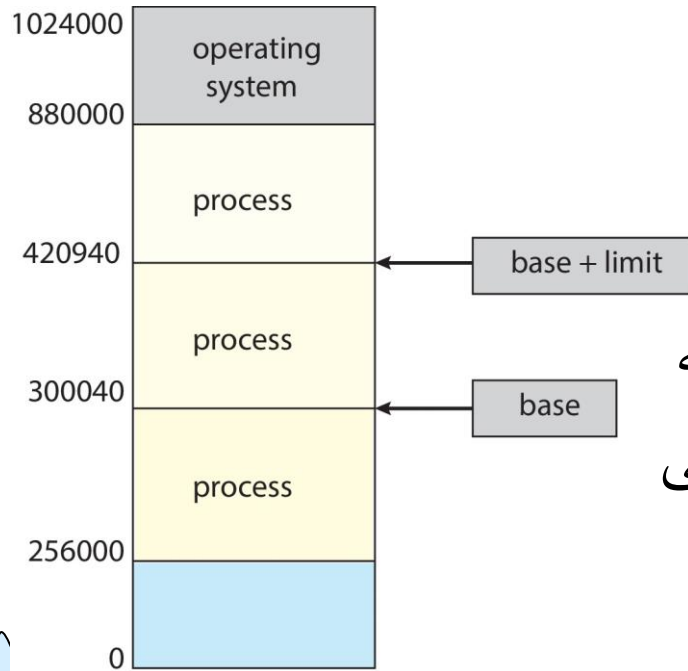 1024000
operating
system
880000
process
420940
base + limit
process
300040
base
process
256000
0